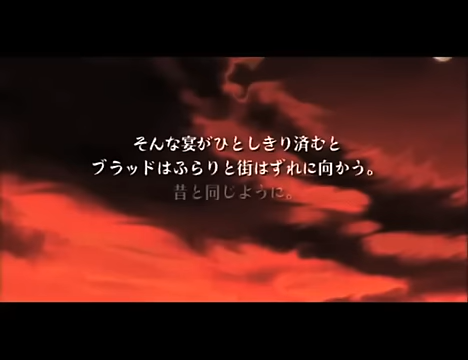 そんな宴がひとしきり済むと
ブラッドはふらりと街はずれに向かう。
昔と同じように。